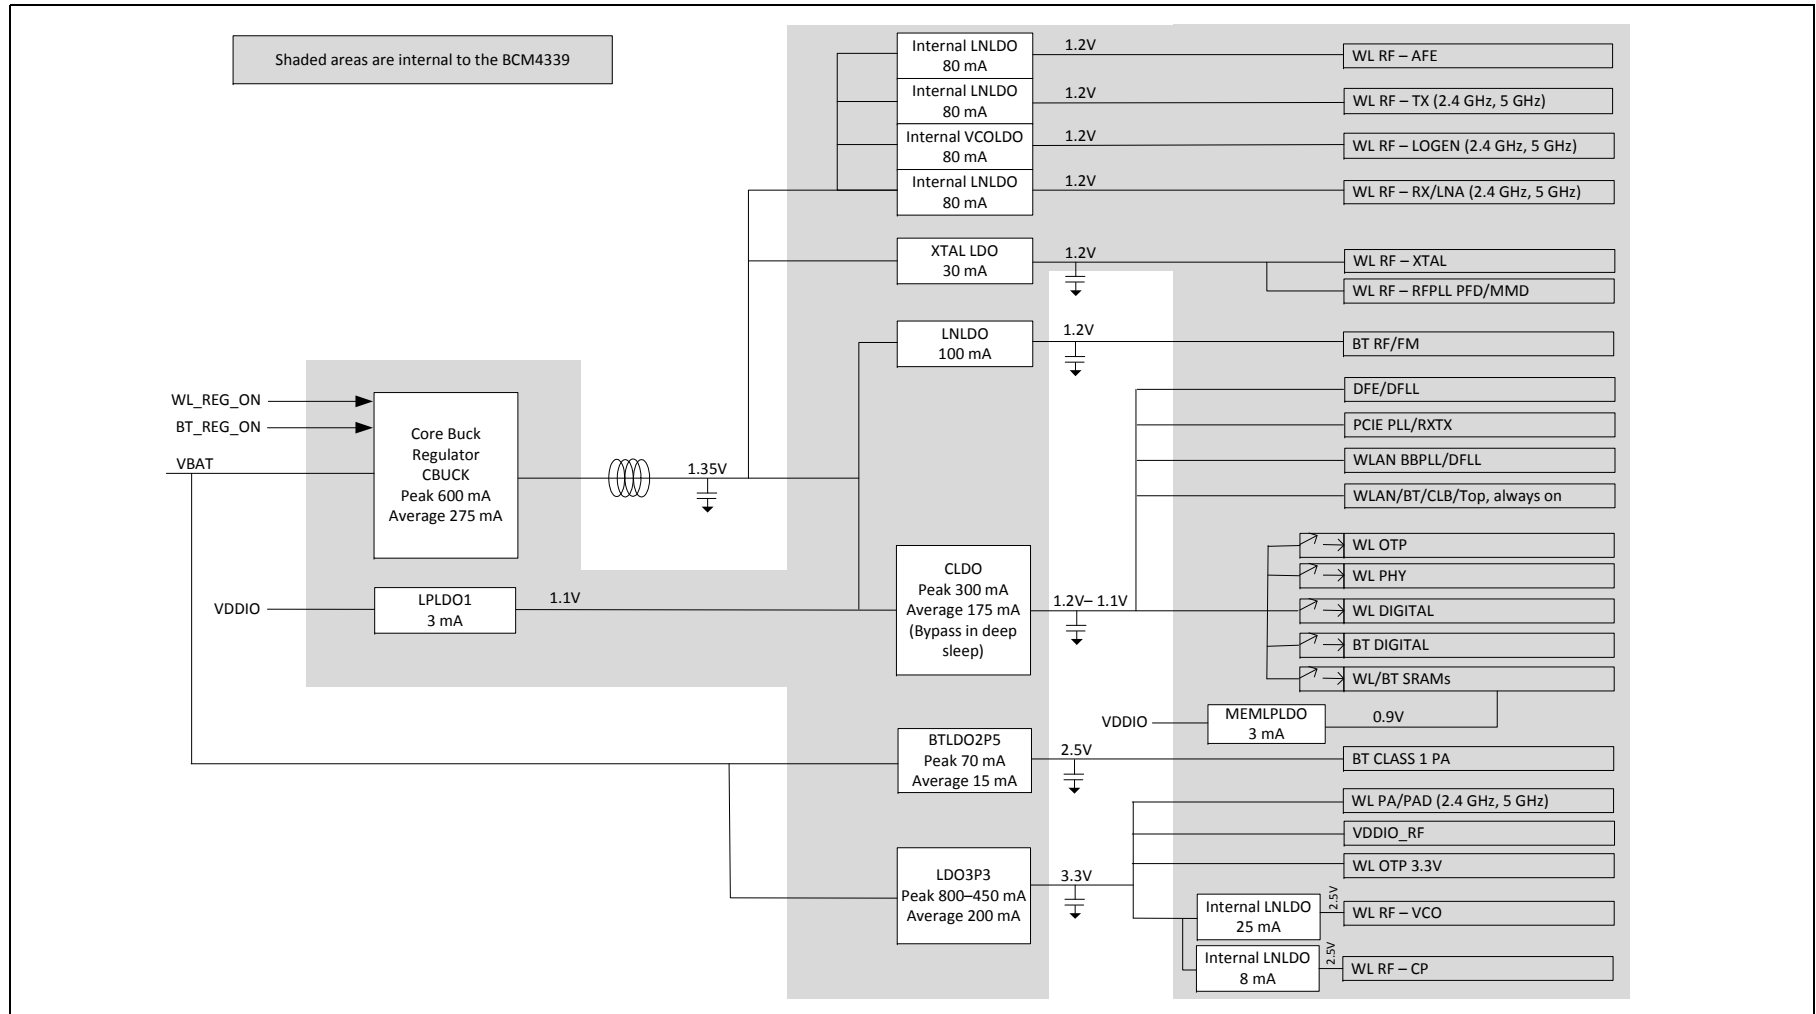 Shaded areas are internal to the BCM4339
Internal LNLDO
80 mA
1.2V
WL RF – AFE
Internal LNLDO
80 mA
1.2V
WL RF – TX (2.4 GHz, 5 GHz)
Internal VCOLDO
80 mA
1.2V
WL RF – LOGEN (2.4 GHz, 5 GHz)
Internal LNLDO
80 mA
1.2V
WL RF – RX/LNA (2.4 GHz, 5 GHz)
XTAL LDO
30 mA
1.2V
WL RF – XTAL
WL RF – RFPLL PFD/MMD
LNLDO
100 mA
1.2V
BT RF/FM
WL_REG_ON
BT_REG_ON
VBAT
Core Buck
Regulator
CBUCK
Peak 600 mA
Average 275 mA
1.35V
DFE/DFLL
PCIE PLL/RXTX
WLAN BBPLL/DFLL
WLAN/BT/CLB/Top, always on
VDDIO
LPLDO1
3 mA
1.1V
CLDO
Peak 300 mA
Average 175 mA
(Bypass in deep
sleep)
1.2V– 1.1V
WL OTP
WL PHY
WL DIGITAL
BT DIGITAL
WL/BT SRAMs
VDDIO
MEMLPLDO
3 mA
0.9V
BTLDO2P5
Peak 70 mA
Average 15 mA
2.5V
BT CLASS 1 PA
LDO3P3
Peak 800–450 mA
Average 200 mA
3.3V
WL PA/PAD (2.4 GHz, 5 GHz)
VDDIO_RF
WL OTP 3.3V
Internal LNLDO
25 mA
2.5V
WL RF – VCO
Internal LNLDO
8 mA
2.5V
WL RF – CP